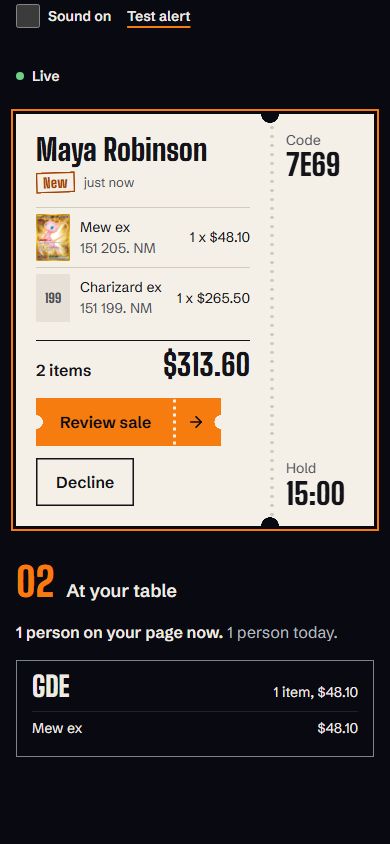 Sound on Test alert
Live
Maya Robinson
New just now
Code
7E69
Mew ex
151 205. NM
1 x $48.10
199
Charizard ex
151 199. NM
1 x $265.50
2 items $313.60
Review sale →
Decline
Hold
15:00
02 At your table
1 person on your page now. 1 person today.
GDE 1 item, $48.10
Mew ex $48.10